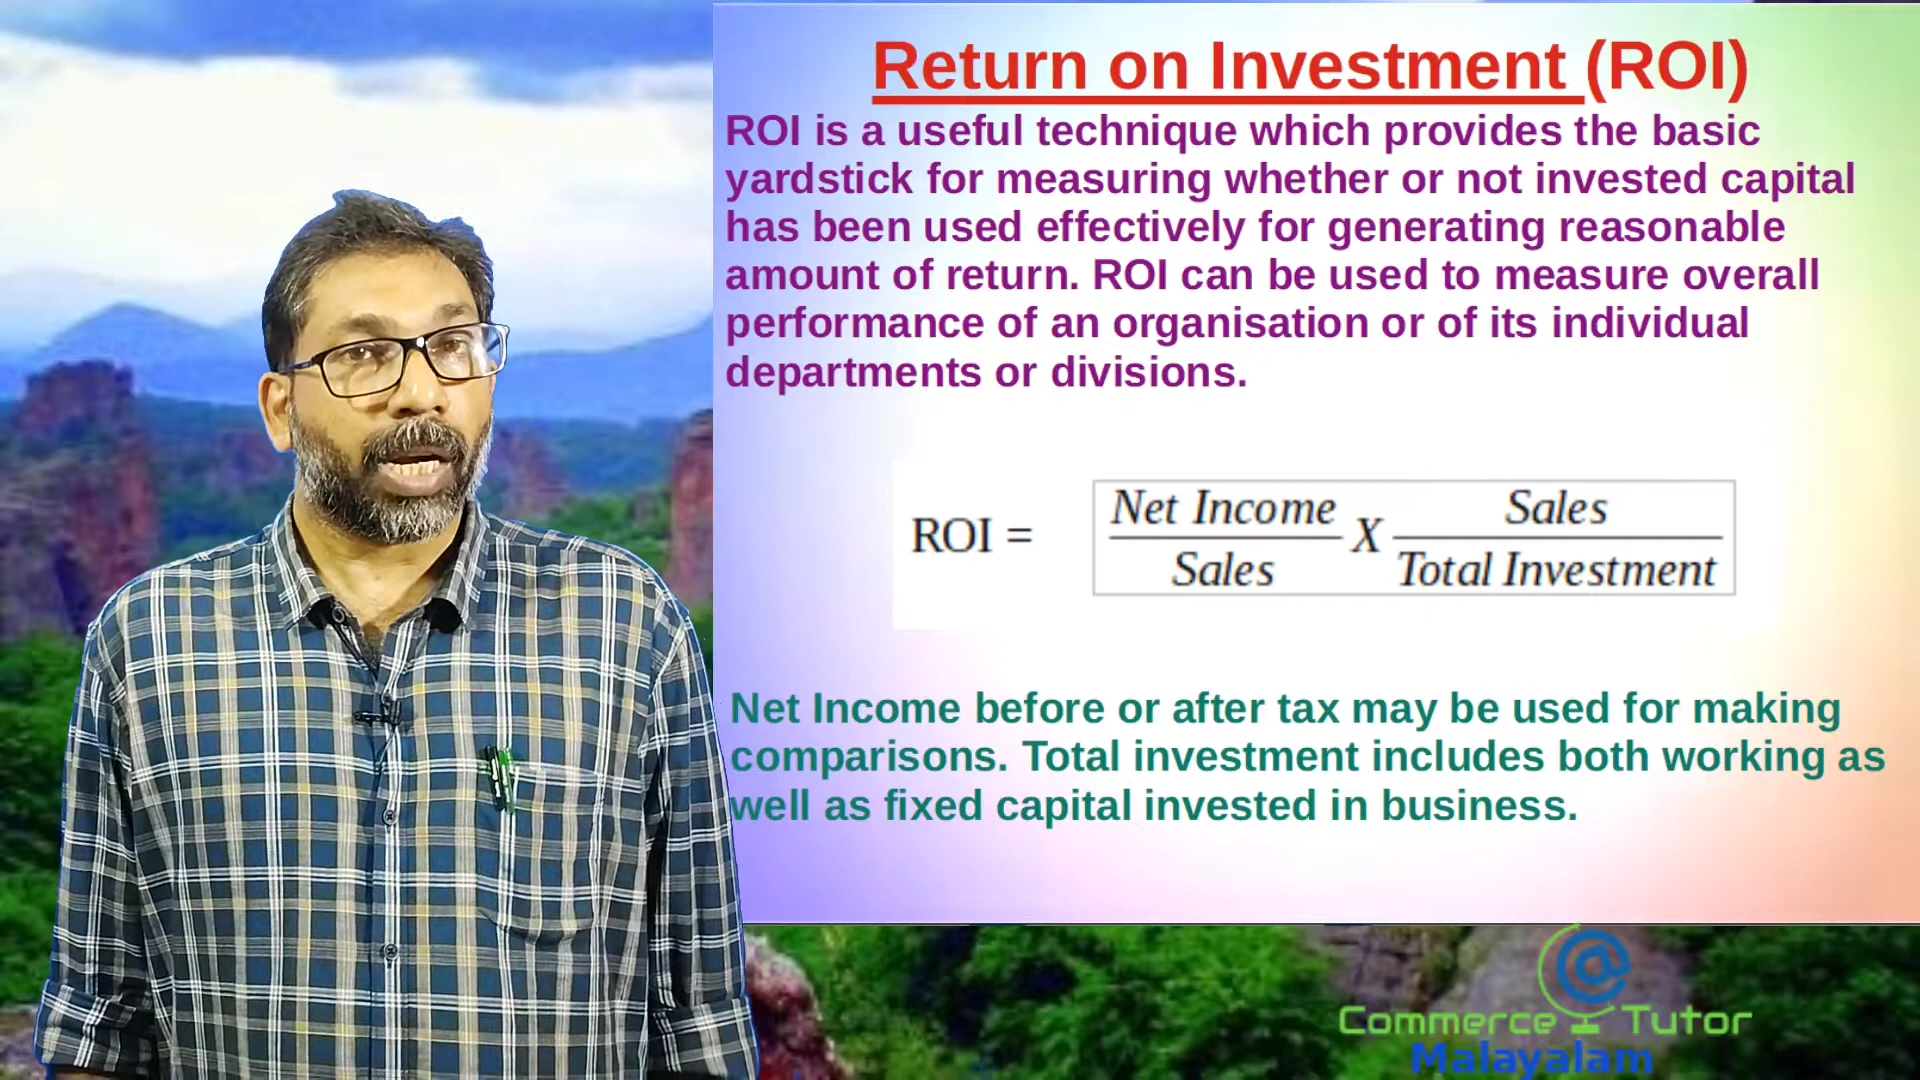 Return on Investment (ROI)
ROI is a useful technique which provides the basic
yardstick for measuring whether or not invested capital
has been used effectively for generating reasonable
amount of return. ROI can be used to measure overall
performance of an organisation or of its individual
departments or divisions.
ROI = Net Income / Sales X Sales / Total Investment
Net Income before or after tax may be used for making
comparisons. Total investment includes both working as
well as fixed capital invested in business.
@
Commerce Tutor
Malayalam